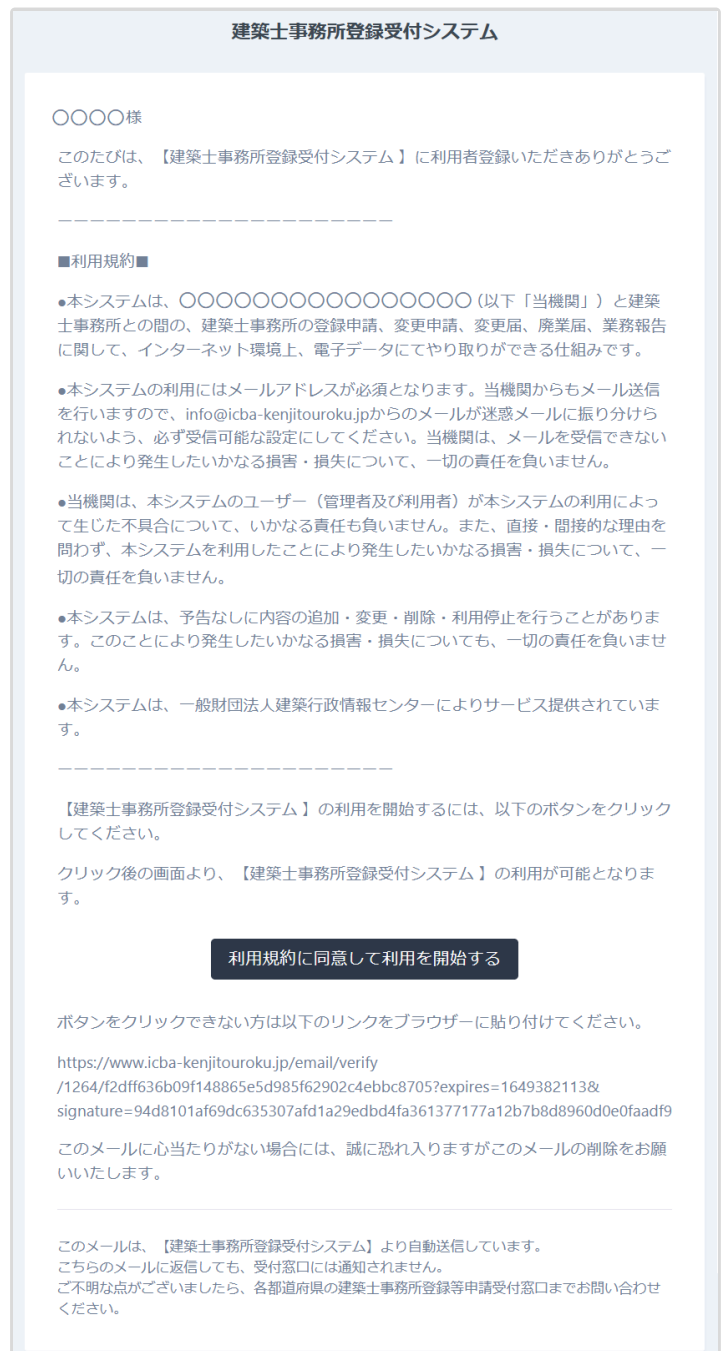 建築士事務所登録受付システム
〇〇〇〇様
このたびは、【建築士事務所登録受付システム 】に利用者登録いただきありがとうご
ざいます。
ーーーーーーーーーーーーーーーーーーーーー
■利用規約■
●本システムは、〇〇〇〇〇〇〇〇〇〇〇〇〇〇〇〇（以下「当機関」）と建築
士事務所との間の、建築士事務所の登録申請、変更申請、変更届、廃業届、業務報告
に関して、インターネット環境上、電子データにてやり取りができる仕組みです。
●本システムの利用にはメールアドレスが必須となります。当機関からもメール送信
を行いますので、info@icba-kenjitouroku.jpからのメールが迷惑メールに振り分けら
れないよう、必ず受信可能な設定にしてください。当機関は、メールを受信できない
ことにより発生したいかなる損害・損失について、一切の責任を負いません。
●当機関は、本システムのユーザー（管理者及び利用者）が本システムの利用によっ
て生じた不具合について、いかなる責任も負いません。また、直接・間接的な理由を
問わず、本システムを利用したことにより発生したいかなる損害・損失について、一
切の責任を負いません。
●本システムは、予告なしに内容の追加・変更・削除・利用停止を行うことがありま
す。このことにより発生したいかなる損害・損失についても、一切の責任を負いませ
ん。
●本システムは、一般財団法人建築行政情報センターによりサービス提供されていま
す。
ーーーーーーーーーーーーーーーーーーーーー
【建築士事務所登録受付システム 】の利用を開始するには、以下のボタンをクリック
してください。
クリック後の画面より、【建築士事務所登録受付システム 】の利用が可能となりま
す。
利用規約に同意して利用を開始する
ボタンをクリックできない方は以下のリンクをブラウザーに貼り付けてください。
https://www.icba-kenjitouroku.jp/email/verify
/1264/f2dff636b09f148865e5d985f62902c4ebbc8705?expires=1649382113&
signature=94d8101af69dc635307afd1a29edbd4fa361377177a12b7b8d8960d0e0faadf9
このメールに心当たりがない場合には、誠に恐れ入りますがこのメールの削除をお願
いいたします。
このメールは、【建築士事務所登録受付システム】より自動送信しています。
こちらのメールに返信しても、受付窓口には通知されません。
ご不明な点がございましたら、各都道府県の建築士事務所登録等申請受付窓口までお問い合わせ
ください。